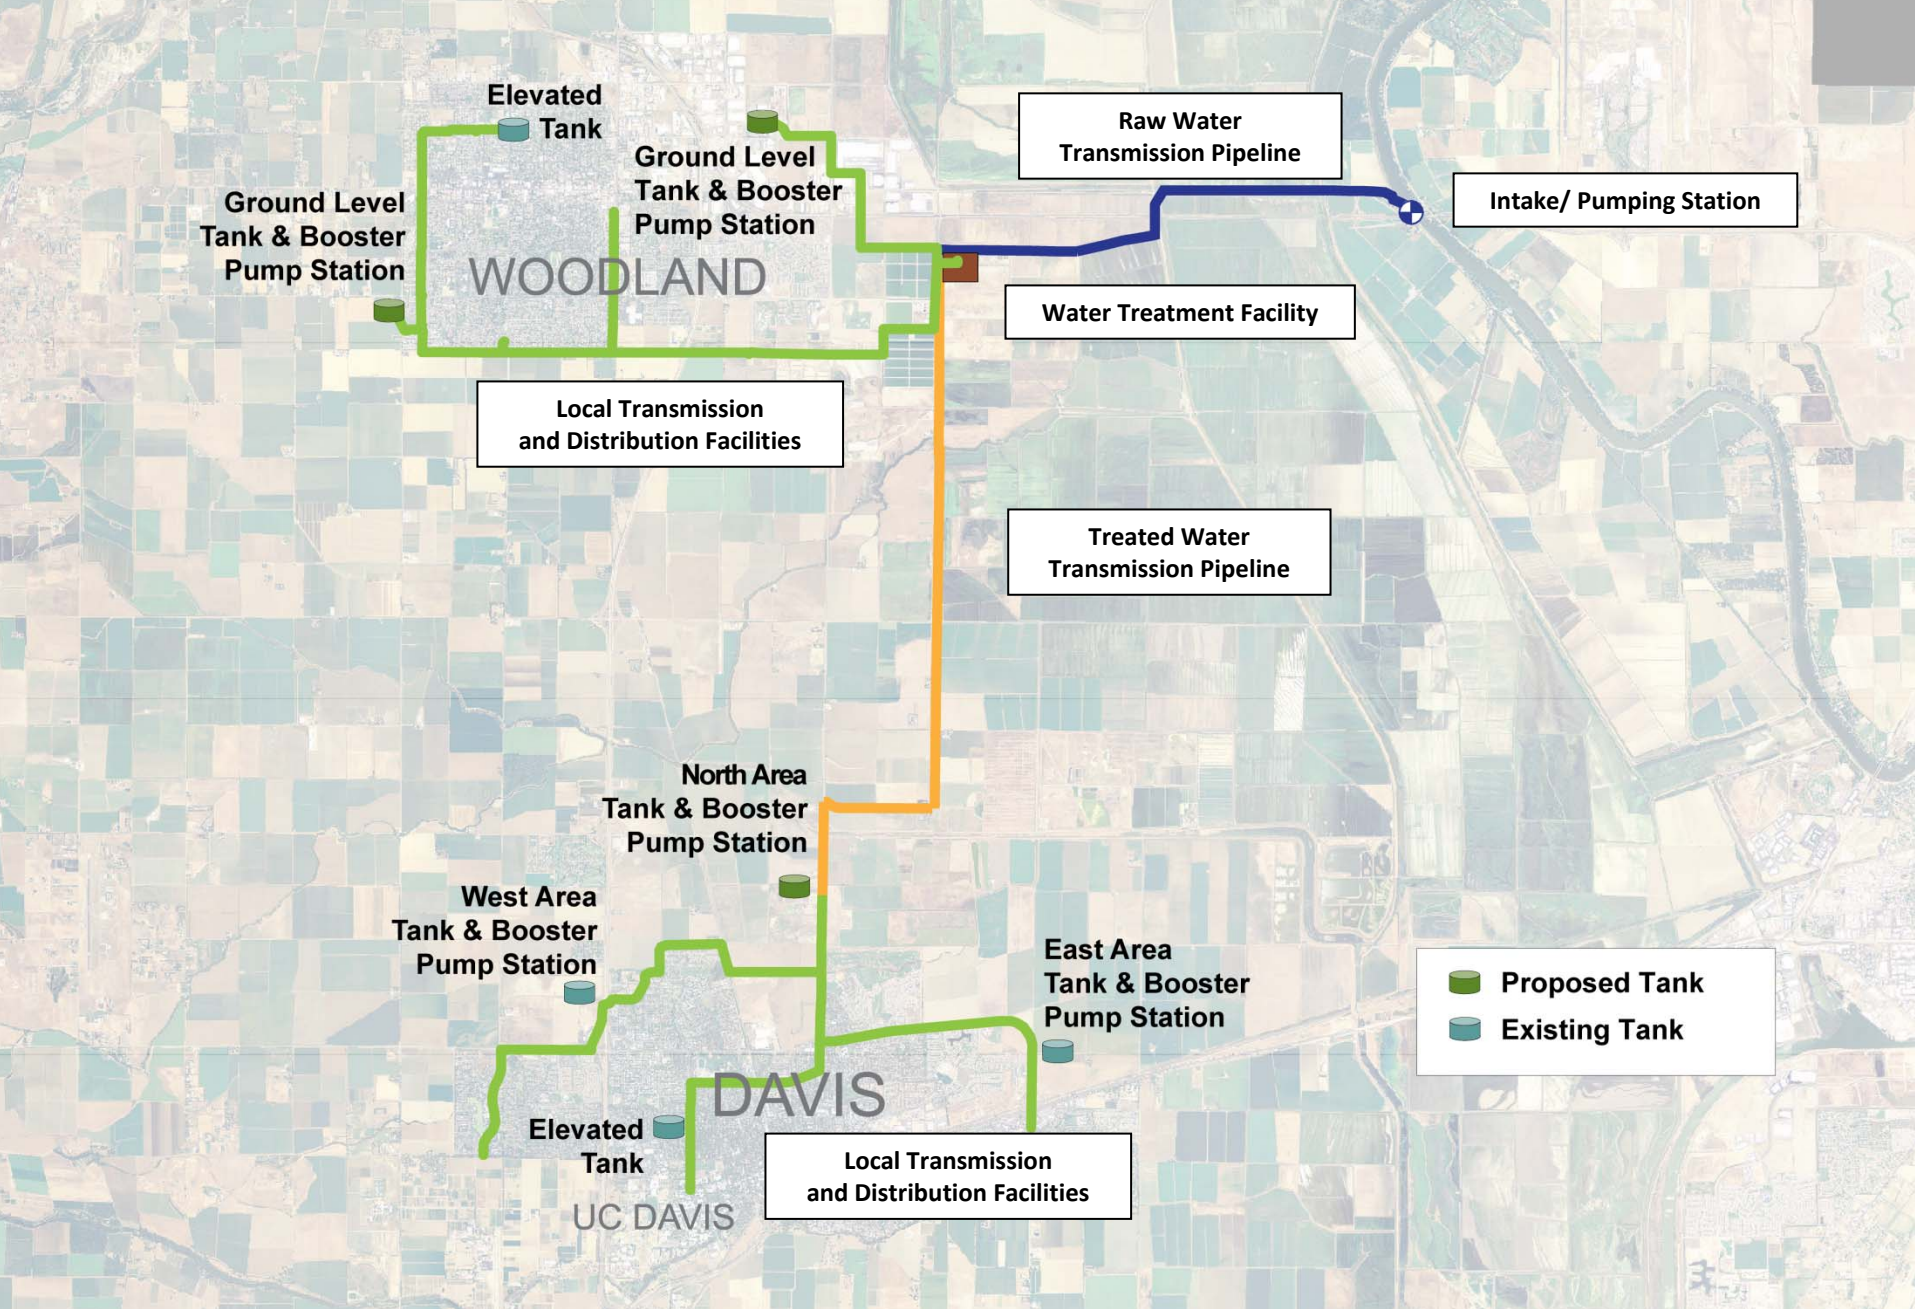 Elevated
Tank
Ground Level
Tank & Booster
Pump Station
Ground Level
Tank & Booster
Pump Station
WOODLAND
Raw Water
Transmission Pipeline
Intake/ Pumping Station
Water Treatment Facility
Local Transmission
and Distribution Facilities
Treated Water
Transmission Pipeline
North Area
Tank & Booster
Pump Station
West Area
Tank & Booster
Pump Station
East Area
Tank & Booster
Pump Station
Proposed Tank
Existing Tank
DAVIS
Elevated
Tank
Local Transmission
and Distribution Facilities
UC DAVIS